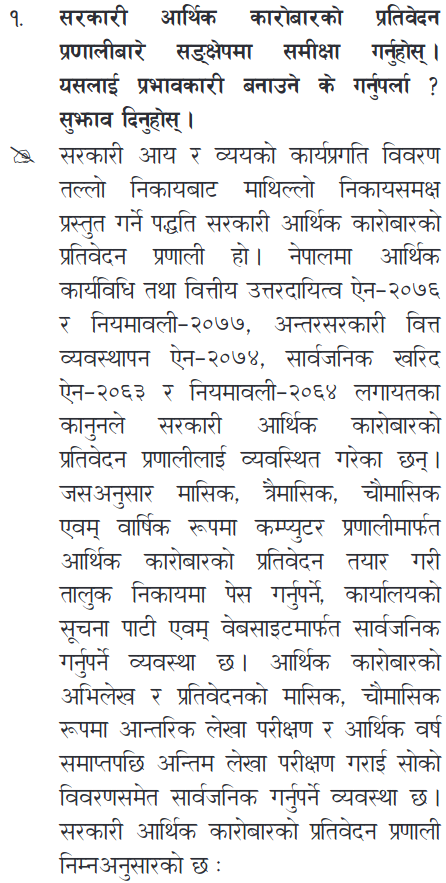 १. सरकारी आर्थिक कारोबारको प्रतिवेदन
प्रणालीबारे सङ्क्षेपमा समीक्षा गर्नुहोस् ।
यसलाई प्रभावकारी बनाउने के गर्नुपर्ला ?
सुझाव दिनुहोस् ।
सरकारी आय र व्ययको कार्यप्रगति विवरण
तल्लो निकायबाट माथिल्लो निकायसमक्ष
प्रस्तुत गर्ने पद्धति सरकारी आर्थिक कारोबारको
प्रतिवेदन प्रणाली हो । नेपालमा आर्थिक
कार्यविधि तथा वित्तीय उत्तरदायित्व ऐन–२०७६
र नियमावली–२०७७, अन्तरसरकारी वित्त
व्यवस्थापन ऐन–२०७४, सार्वजनिक खरिद
ऐन–२०६३ र नियमावली–२०६४ लगायतका
कानुनले सरकारी आर्थिक कारोबारको
प्रतिवेदन प्रणालीलाई व्यवस्थित गरेका छन् ।
जसअनुसार मासिक, त्रैमासिक, चौमासिक
एवम् वार्षिक रूपमा कम्प्युटर प्रणालीमार्फत
आर्थिक कारोबारको प्रतिवेदन तयार गरी
तालुक निकायमा पेस गर्नुपर्ने, कार्यालयको
सूचना पाटी एवम् वेबसाइटमार्फत सार्वजनिक
गर्नुपर्ने व्यवस्था छ । आर्थिक कारोबारको
अभिलेख र प्रतिवेदनको मासिक, चौमासिक
रूपमा आन्तरिक लेखा परीक्षण र आर्थिक वर्ष
समाप्तपछि अन्तिम लेखा परीक्षण गराई सोको
विवरणसमेत सार्वजनिक गर्नुपर्ने व्यवस्था छ ।
सरकारी आर्थिक कारोबारको प्रतिवेदन प्रणाली
निम्नअनुसारको छ :